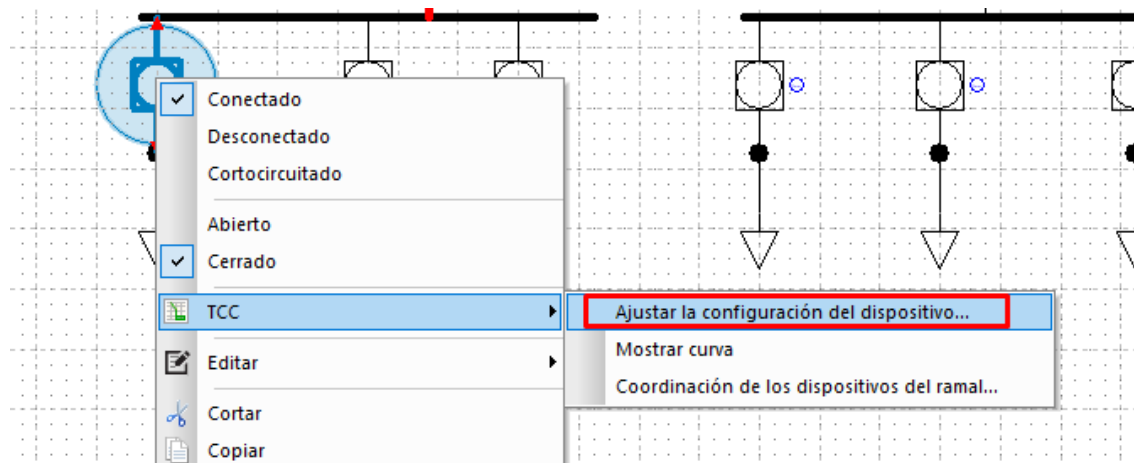 Conectado
Desconectado
Cortocircuitado
Abierto
Cerrado
TCC
Ajustar la configuración del dispositivo...
Mostrar curva
Editar
Coordinación de los dispositivos del ramal...
Cortar
Copiar